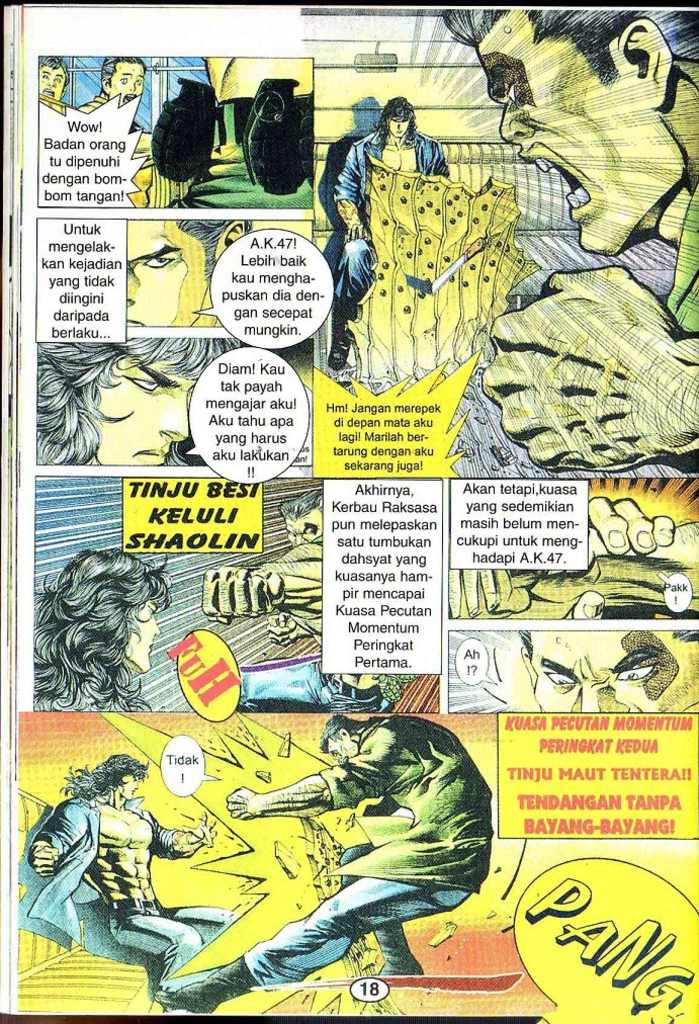 Wow!
Badan orang
tu dipenuhi
dengan bom-
bom tangan!
Untuk
mengelak-
kan kejadian
yang tidak
diingini
daripada
berlaku...
A.K.47!
Lebih baik
kau mengha-
puskan dia den-
gan secepat
mungkin.
Diam! Kau
tak payah
mengajar aku!
Aku tahu apa
yang harus
aku lakukan
!!
Hm! Jangan merepek
di depan mata aku
lagi! Marilah ber-
tarung dengan aku
sekarang juga!
TINJU BESI
KELULI
SHAOLIN
FUH
Akhirnya,
Kerbau Raksasa
pun melepaskan
satu tumbukan
dahsyat yang
kuasanya ham-
pir mencapai
Kuasa Pecutan
Momentum
Peringkat
Pertama.
Akan tetapi,kuasa
yang sedemikian
masih belum men-
cukupi untuk meng-
hadapi A.K.47.
Pakk
!
Ah
!?
Tidak
!
KUASA PECUTAN MOMENTUM
PERINGKAT KEDUA
TINJU MAUT TENTERA!!
TENDANGAN TANPA
BAYANG-BAYANG!
PANG
18